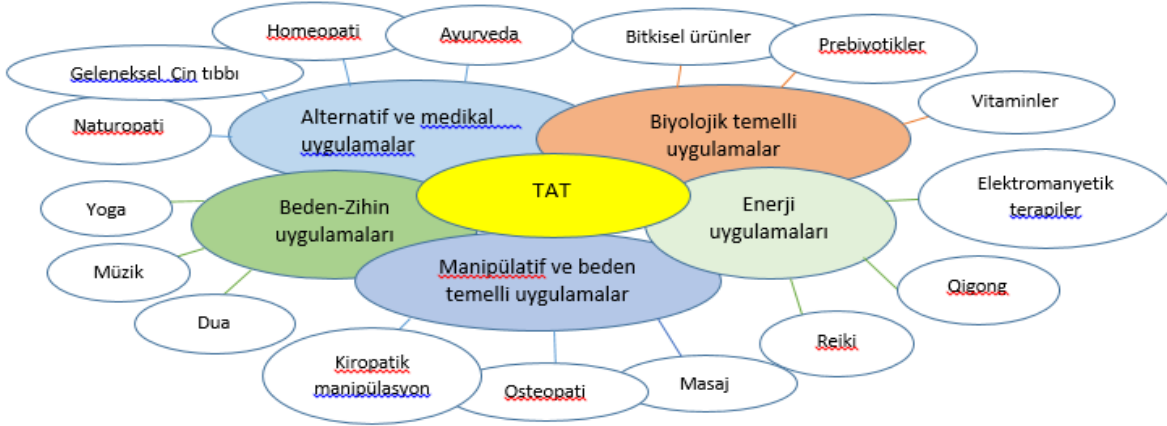 Homeopati
Ayurveda
Bitkisel ürünler
Prebiyotikler
Geleneksel Çin tıbbı
Naturopati
Alternatif ve medikal
uygulamalar
Biyolojik temelli
uygulamalar
Vitaminler
TAT
Yoga
Müzik
Dua
Beden-Zihin
uygulamaları
Enerji
uygulamaları
Elektromanyetik
terapiler
Qigong
Reiki
Manipülatif ve beden
temelli uygulamalar
Kiropatik
manipülasyon
Osteopati
Masaj